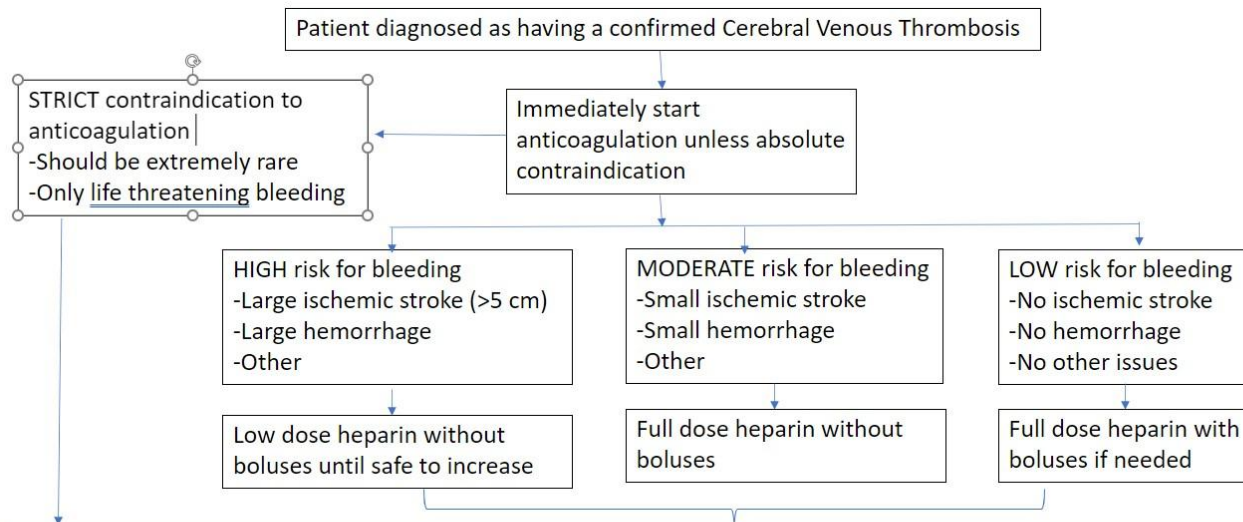 Patient diagnosed as having a confirmed Cerebral Venous Thrombosis
STRICT contraindication to
anticoagulation
-Should be extremely rare
-Only life threatening bleeding
Immediately start
anticoagulation unless absolute
contraindication
HIGH risk for bleeding
-Large ischemic stroke (>5 cm)
-Large hemorrhage
-Other
MODERATE risk for bleeding
-Small ischemic stroke
-Small hemorrhage
-Other
LOW risk for bleeding
-No ischemic stroke
-No hemorrhage
-No other issues
Low dose heparin without
boluses until safe to increase
Full dose heparin without
boluses
Full dose heparin with
boluses if needed